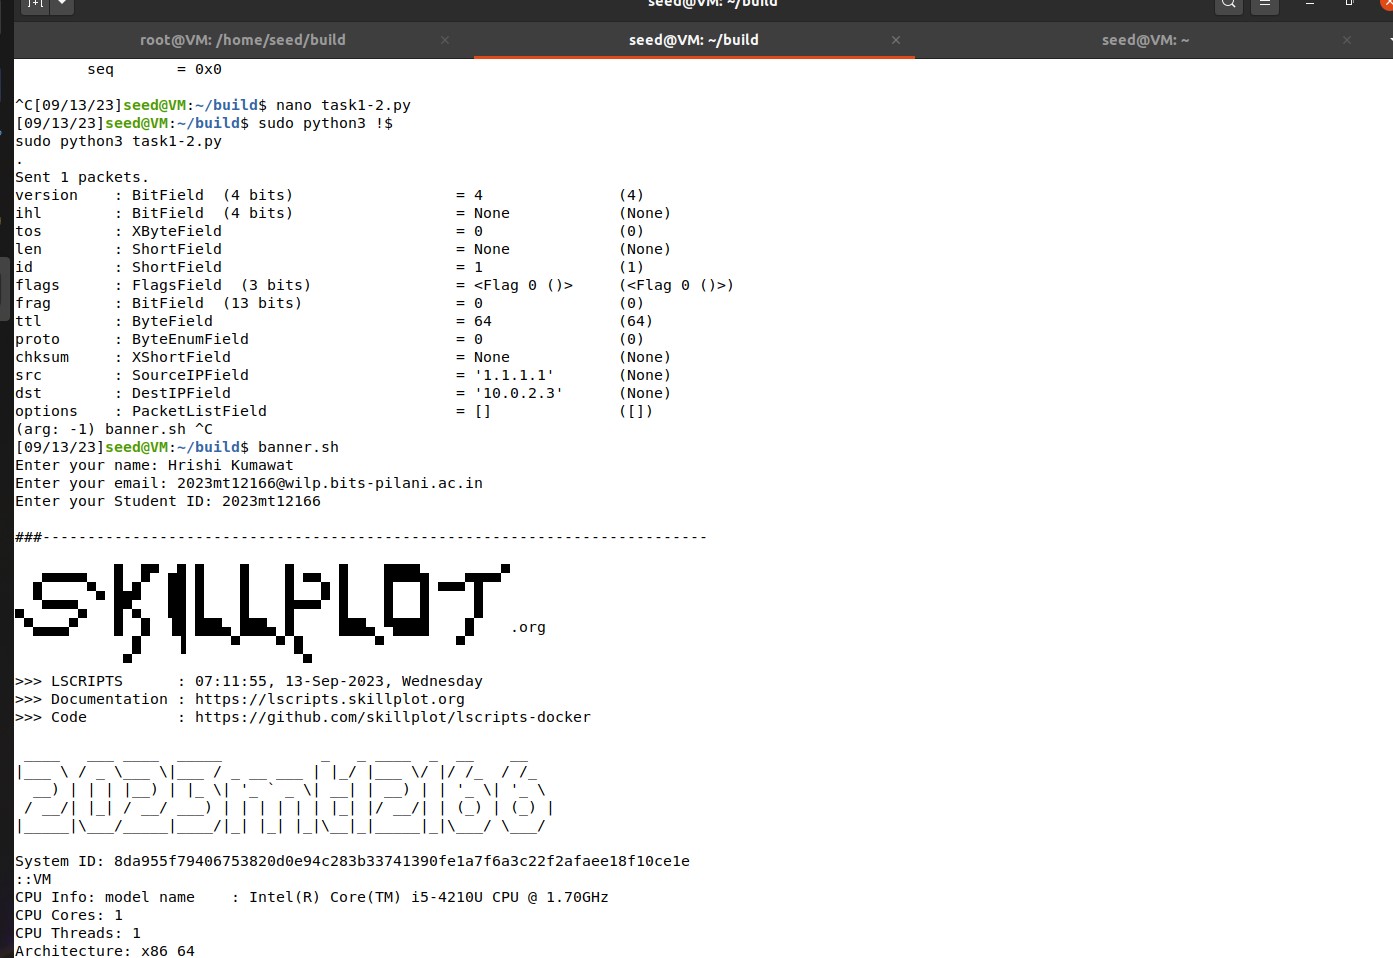 seed@VM: ~/build
root@VM: /home/seed/build × seed@VM: ~/build × seed@VM: ~ ×
seq = 0x0
^C[09/13/23]seed@VM:~/build$ nano task1-2.py
[09/13/23]seed@VM:~/build$ sudo python3 !$
sudo python3 task1-2.py
.
Sent 1 packets.
version : BitField (4 bits) = 4 (4)
ihl : BitField (4 bits) = None (None)
tos : XByteField = 0 (0)
len : ShortField = None (None)
id : ShortField = 1 (1)
flags : FlagsField (3 bits) = <Flag 0 ()> (<Flag 0 ()>)
frag : BitField (13 bits) = 0 (0)
ttl : ByteField = 64 (64)
proto : ByteEnumField = 0 (0)
chksum : XShortField = None (None)
src : SourceIPField = '1.1.1.1' (None)
dst : DestIPField = '10.0.2.3' (None)
options : PacketListField = [] ([])
(arg: -1) banner.sh ^C
[09/13/23]seed@VM:~/build$ banner.sh
Enter your name: Hrishi Kumawat
Enter your email: 2023mt12166@wilp.bits-pilani.ac.in
Enter your Student ID: 2023mt12166
###--------------------------------------------------------------------------
SKILLPLOT .org
>>> LSCRIPTS : 07:11:55, 13-Sep-2023, Wednesday
>>> Documentation : https://lscripts.skillplot.org
>>> Code : https://github.com/skillplot/lscripts-docker
2023mt12166
System ID: 8da955f79406753820d0e94c283b33741390fe1a7f6a3c22f2afaee18f10ce1e
::VM
CPU Info: model name : Intel(R) Core(TM) i5-4210U CPU @ 1.70GHz
CPU Cores: 1
CPU Threads: 1
Architecture: x86_64